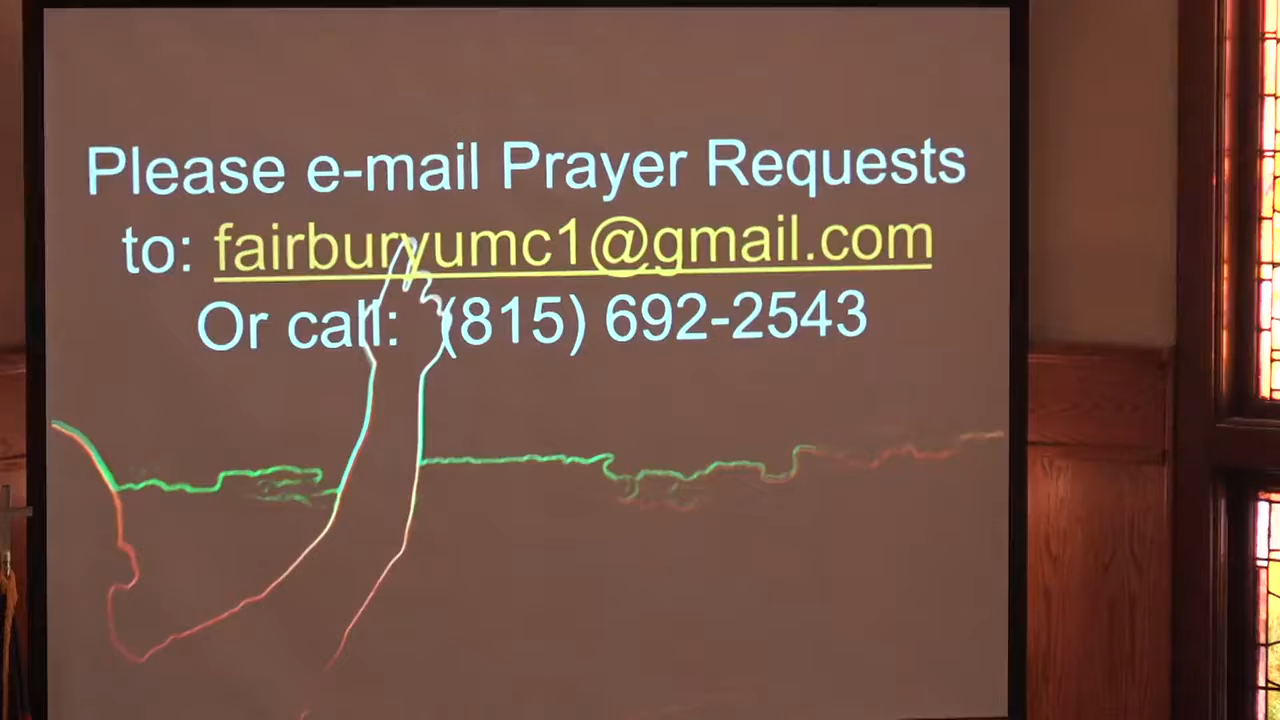 Please e-mail Prayer Requests
to: fairburyumc1@gmail.com
Or call: (815) 692-2543